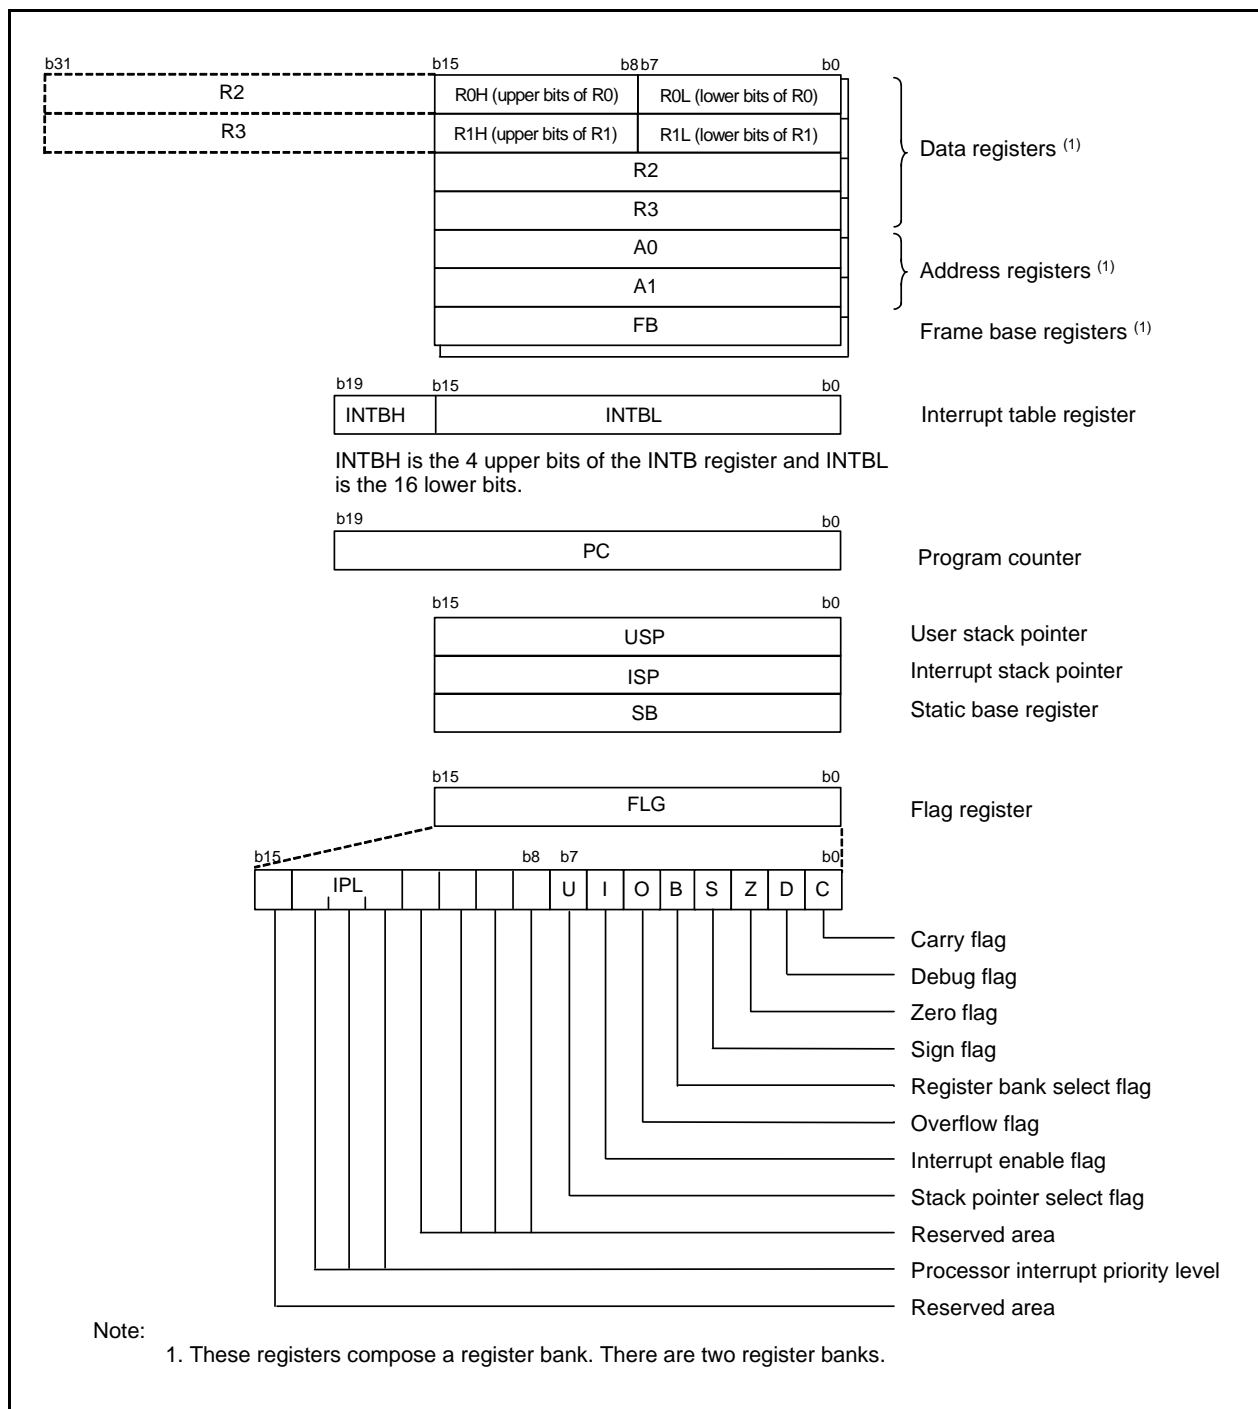 b31 b15 b8 b7 b0
R2 R0H (upper bits of R0) R0L (lower bits of R0)
R3 R1H (upper bits of R1) R1L (lower bits of R1)
Data registers (1)
R2
R3
A0
Address registers (1)
A1
FB Frame base registers (1)
b19 b15 b0
INTBH INTBL Interrupt table register
INTBH is the 4 upper bits of the INTB register and INTBL
is the 16 lower bits.
b19 b0
PC Program counter
b15 b0
USP User stack pointer
ISP Interrupt stack pointer
SB Static base register
b15 b0
FLG Flag register
b15 b8 b7 b0
IPL U I O B S Z D C
Carry flag
Debug flag
Zero flag
Sign flag
Register bank select flag
Overflow flag
Interrupt enable flag
Stack pointer select flag
Reserved area
Processor interrupt priority level
Reserved area
Note:
1. These registers compose a register bank. There are two register banks.